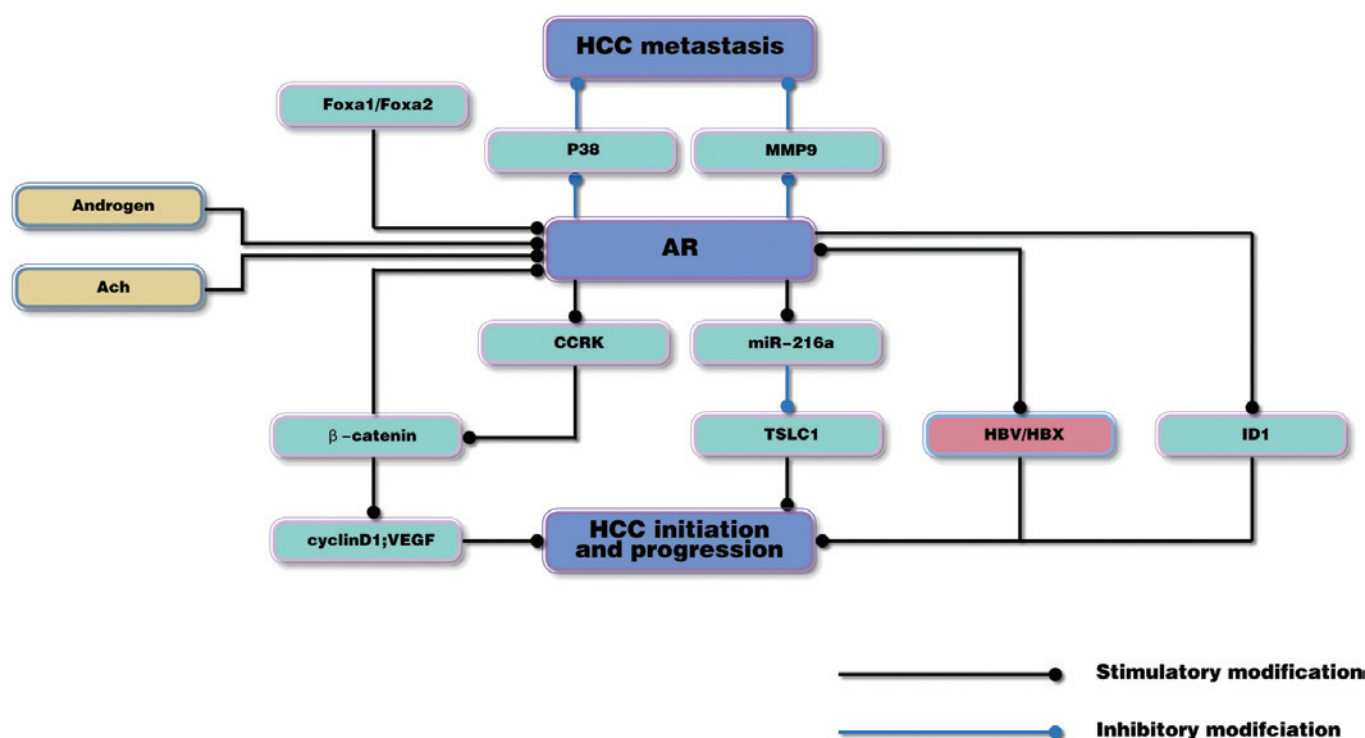 HCC metastasis
Foxa1/Foxa2
P38
MMP9
Androgen
AR
Ach
CCRK
miR-216a
β-catenin
TSLC1
HBV/HBX
ID1
cyclinD1;VEGF
HCC initiation
and progression
Stimulatory modification
Inhibitory modifciation